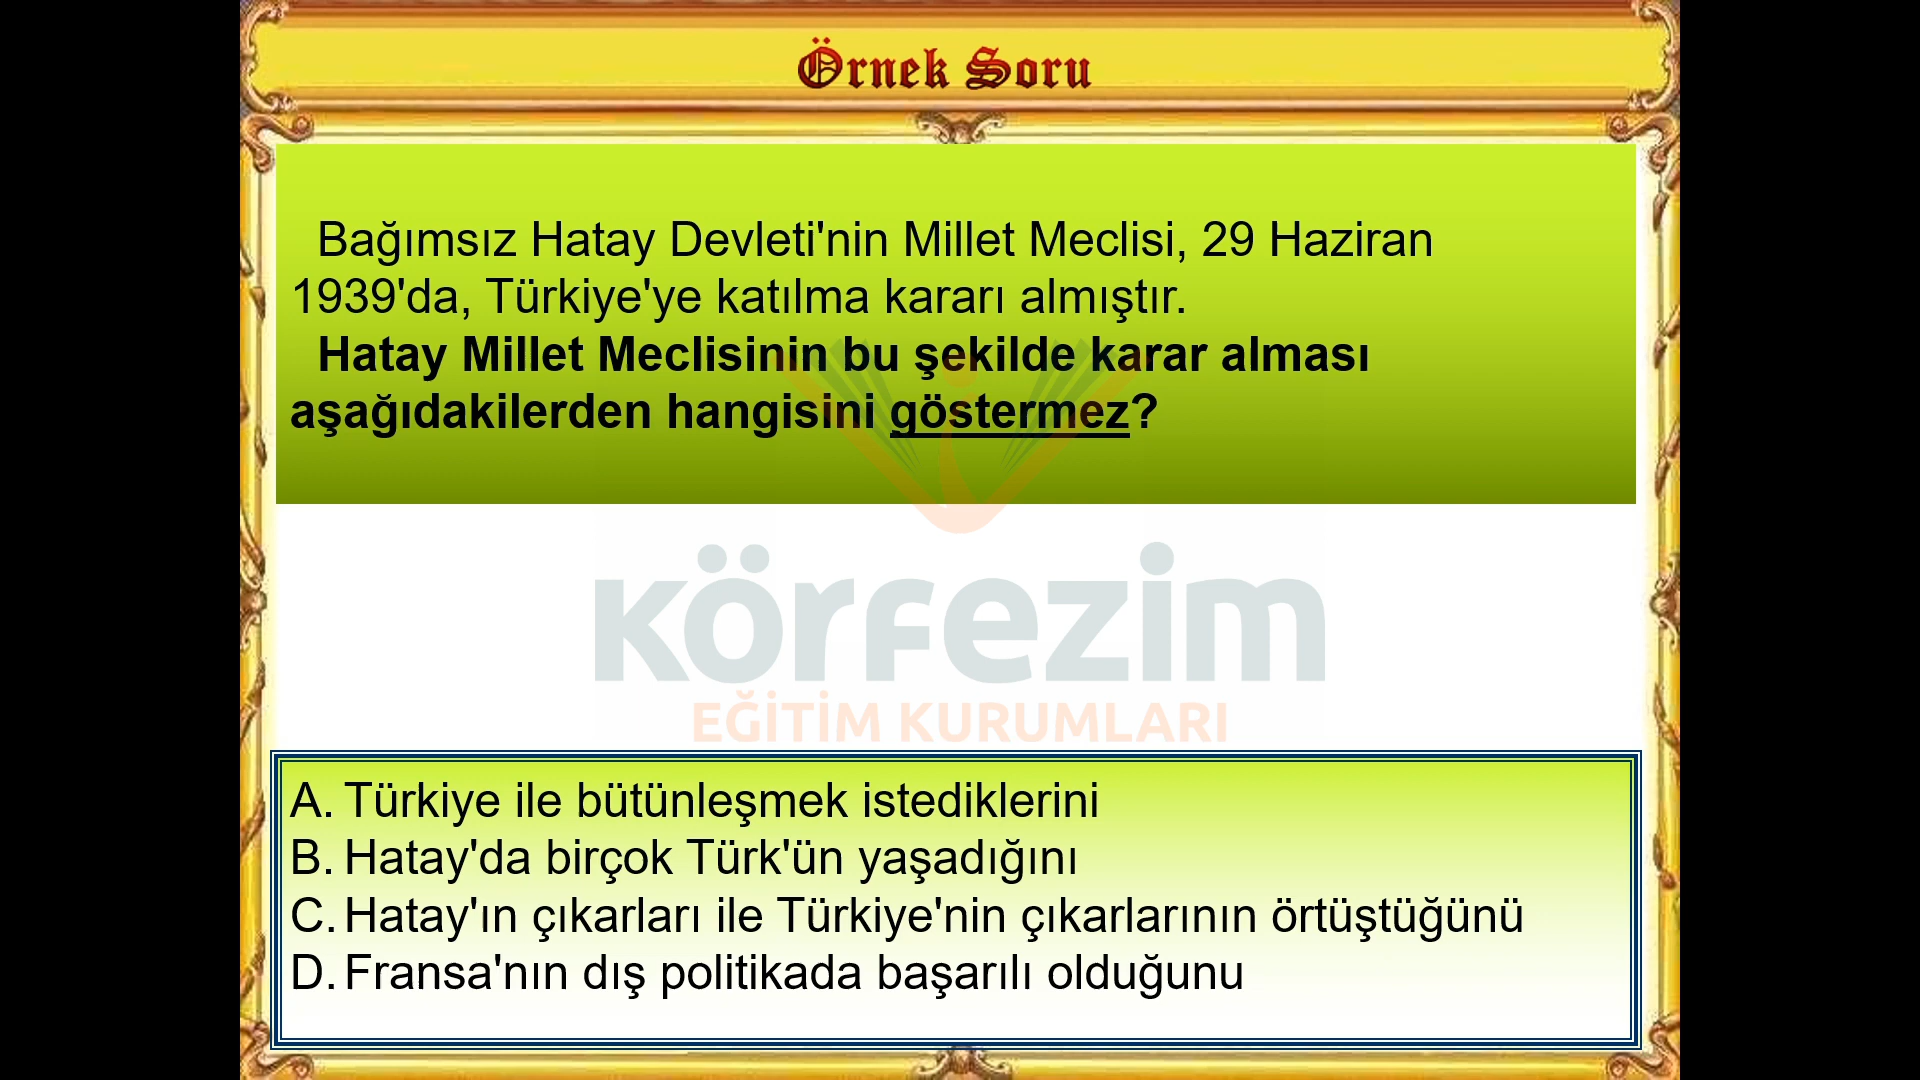 Örnek Soru
Bağımsız Hatay Devleti'nin Millet Meclisi, 29 Haziran
1939'da, Türkiye'ye katılma kararı almıştır.
Hatay Millet Meclisinin bu şekilde karar alması
aşağıdakilerden hangisini göstermez?
körfezim
EĞİTİM KURUMLARI
A. Türkiye ile bütünleşmek istediklerini
B. Hatay'da birçok Türk'ün yaşadığını
C. Hatay'ın çıkarları ile Türkiye'nin çıkarlarının örtüştüğünü
D. Fransa'nın dış politikada başarılı olduğunu